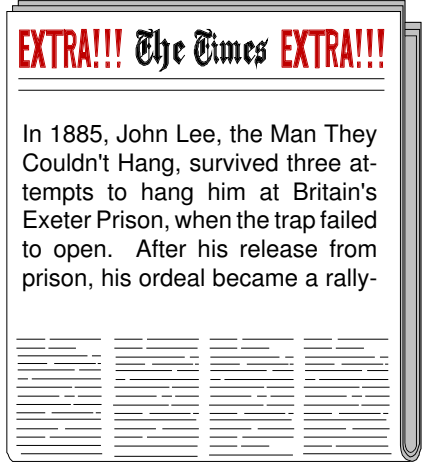 EXTRA!!! The Times EXTRA!!!
In 1885, John Lee, the Man They
Couldn't Hang, survived three at-
tempts to hang him at Britain's
Exeter Prison, when the trap failed
to open. After his release from
prison, his ordeal became a rally-